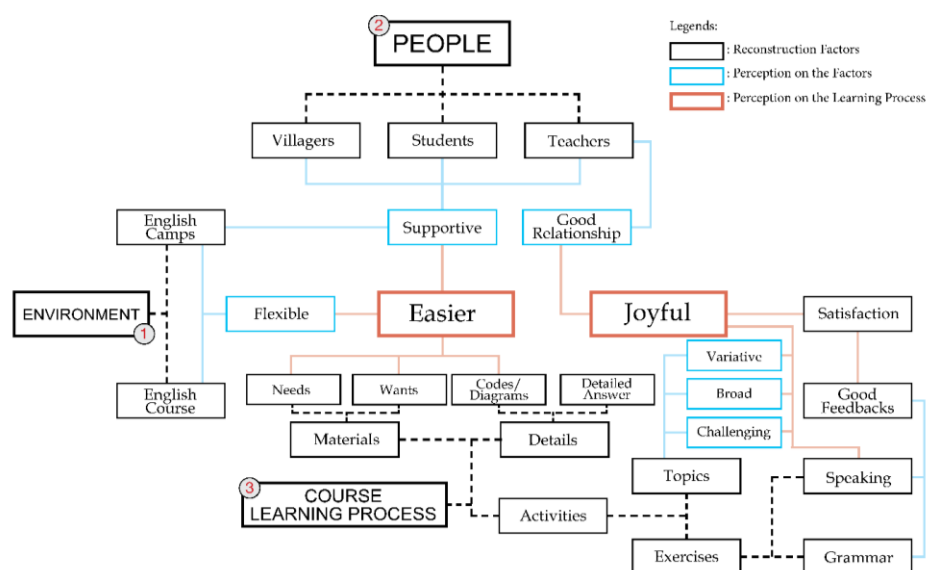 2
PEOPLE
Legends:
: Reconstruction Factors
: Perception on the Factors
: Perception on the Learning Process
Villagers
Students
Teachers
English
Camps
Supportive
Good
Relationship
ENVIRONMENT
1
Flexible
Easier
Joyful
Satisfaction
Variative
Needs
Wants
Codes/
Diagrams
Detailed
Answer
Broad
English
Course
Good
Feedbacks
Materials
Details
Challenging
3
COURSE
LEARNING PROCESS
Topics
Speaking
Activities
Exercises
Grammar